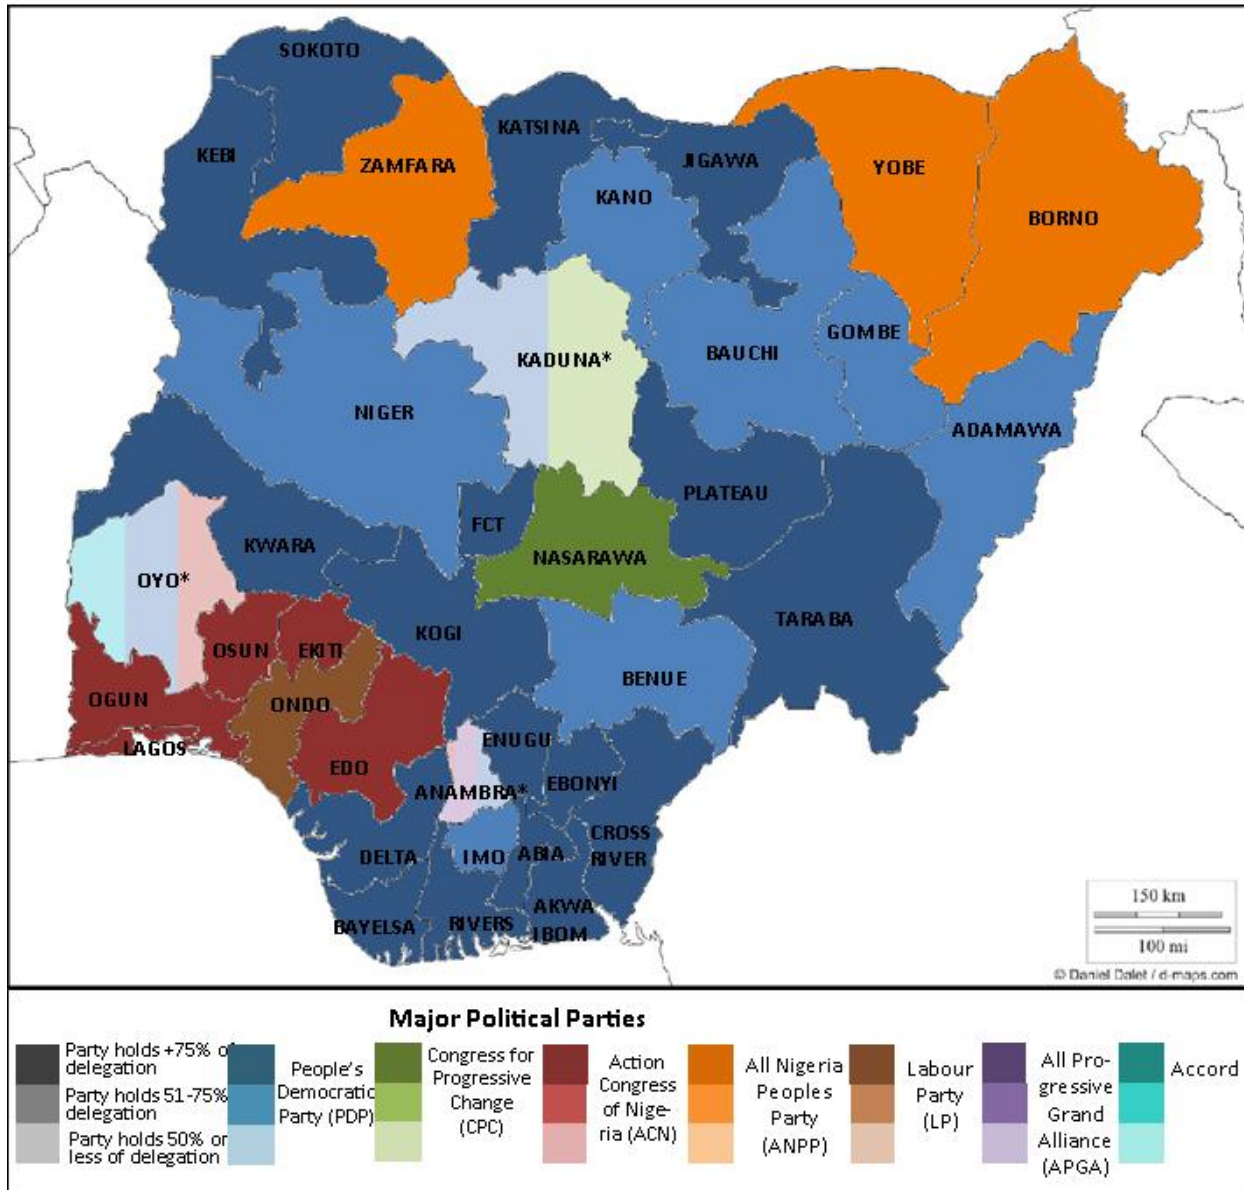 SOKOTO
KEBI
ZAMFARA
KATSINA
JIGAWA
KANO
YOBE
BORNO
KADUNA*
BAUCHI
GOMBE
NIGER
ADAMAWA
PLATEAU
FCT
KWARA
NASARAWA
OYO*
TARABA
KOGI
OSUN
EKITI
BENUE
OGUN
ONDO
LAGOS
EDO
ENUGU
ANAMBRA*
EBONYI
CROSS
RIVER
DELTA
IMO
ABIA
BAYELSA
RIVERS
AKWA
IBOM
150 km
100 mi
© Daniel Dalet / d-maps.com
Major Political Parties
Party holds +75% of
delegation
Party holds 51-75%
delegation
Party holds 50% or
less of delegation
People's
Democratic
Party (PDP)
Congress for
Progressive
Change
(CPC)
Action
Congress
of Nige-
ria (ACN)
All Nigeria
Peoples
Party
(ANPP)
Labour
Party
(LP)
All Pro-
gressive
Grand
Alliance
(APGA)
Accord